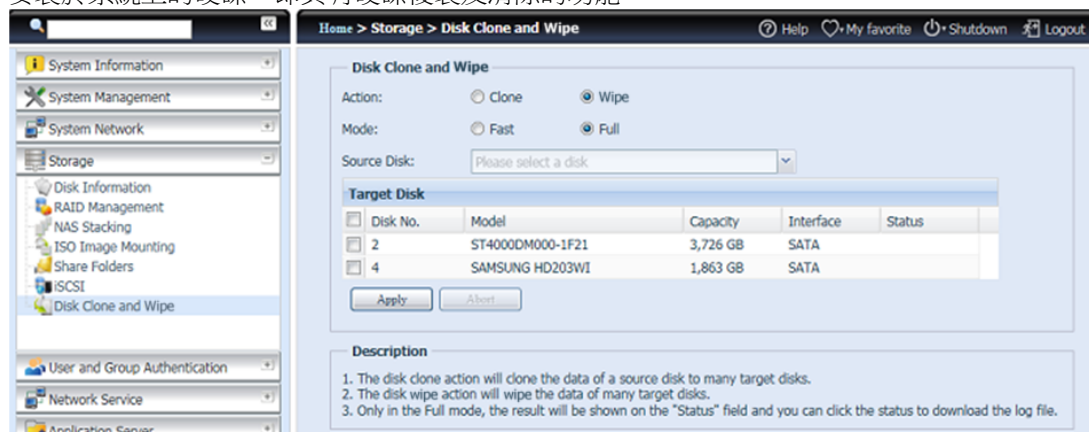 Home > Storage > Disk Clone and Wipe
Help My favorite Shutdown Logout
System Information
System Management
System Network
Storage
Disk Information
RAID Management
NAS Stacking
ISO Image Mounting
Share Folders
iSCSI
Disk Clone and Wipe
User and Group Authentication
Network Service
Application Server
Disk Clone and Wipe
Action: Clone Wipe
Mode: Fast Full
Source Disk: Please select a disk
Target Disk
Disk No. Model Capacity Interface Status
2 ST4000DM000-1F21 3,726 GB SATA
4 SAMSUNG HD203WI 1,863 GB SATA
Apply Abort
Description
1. The disk clone action will clone the data of a source disk to many target disks.
2. The disk wipe action will wipe the data of many target disks.
3. Only in the Full mode, the result will be shown on the "Status" field and you can click the status to download the log file.